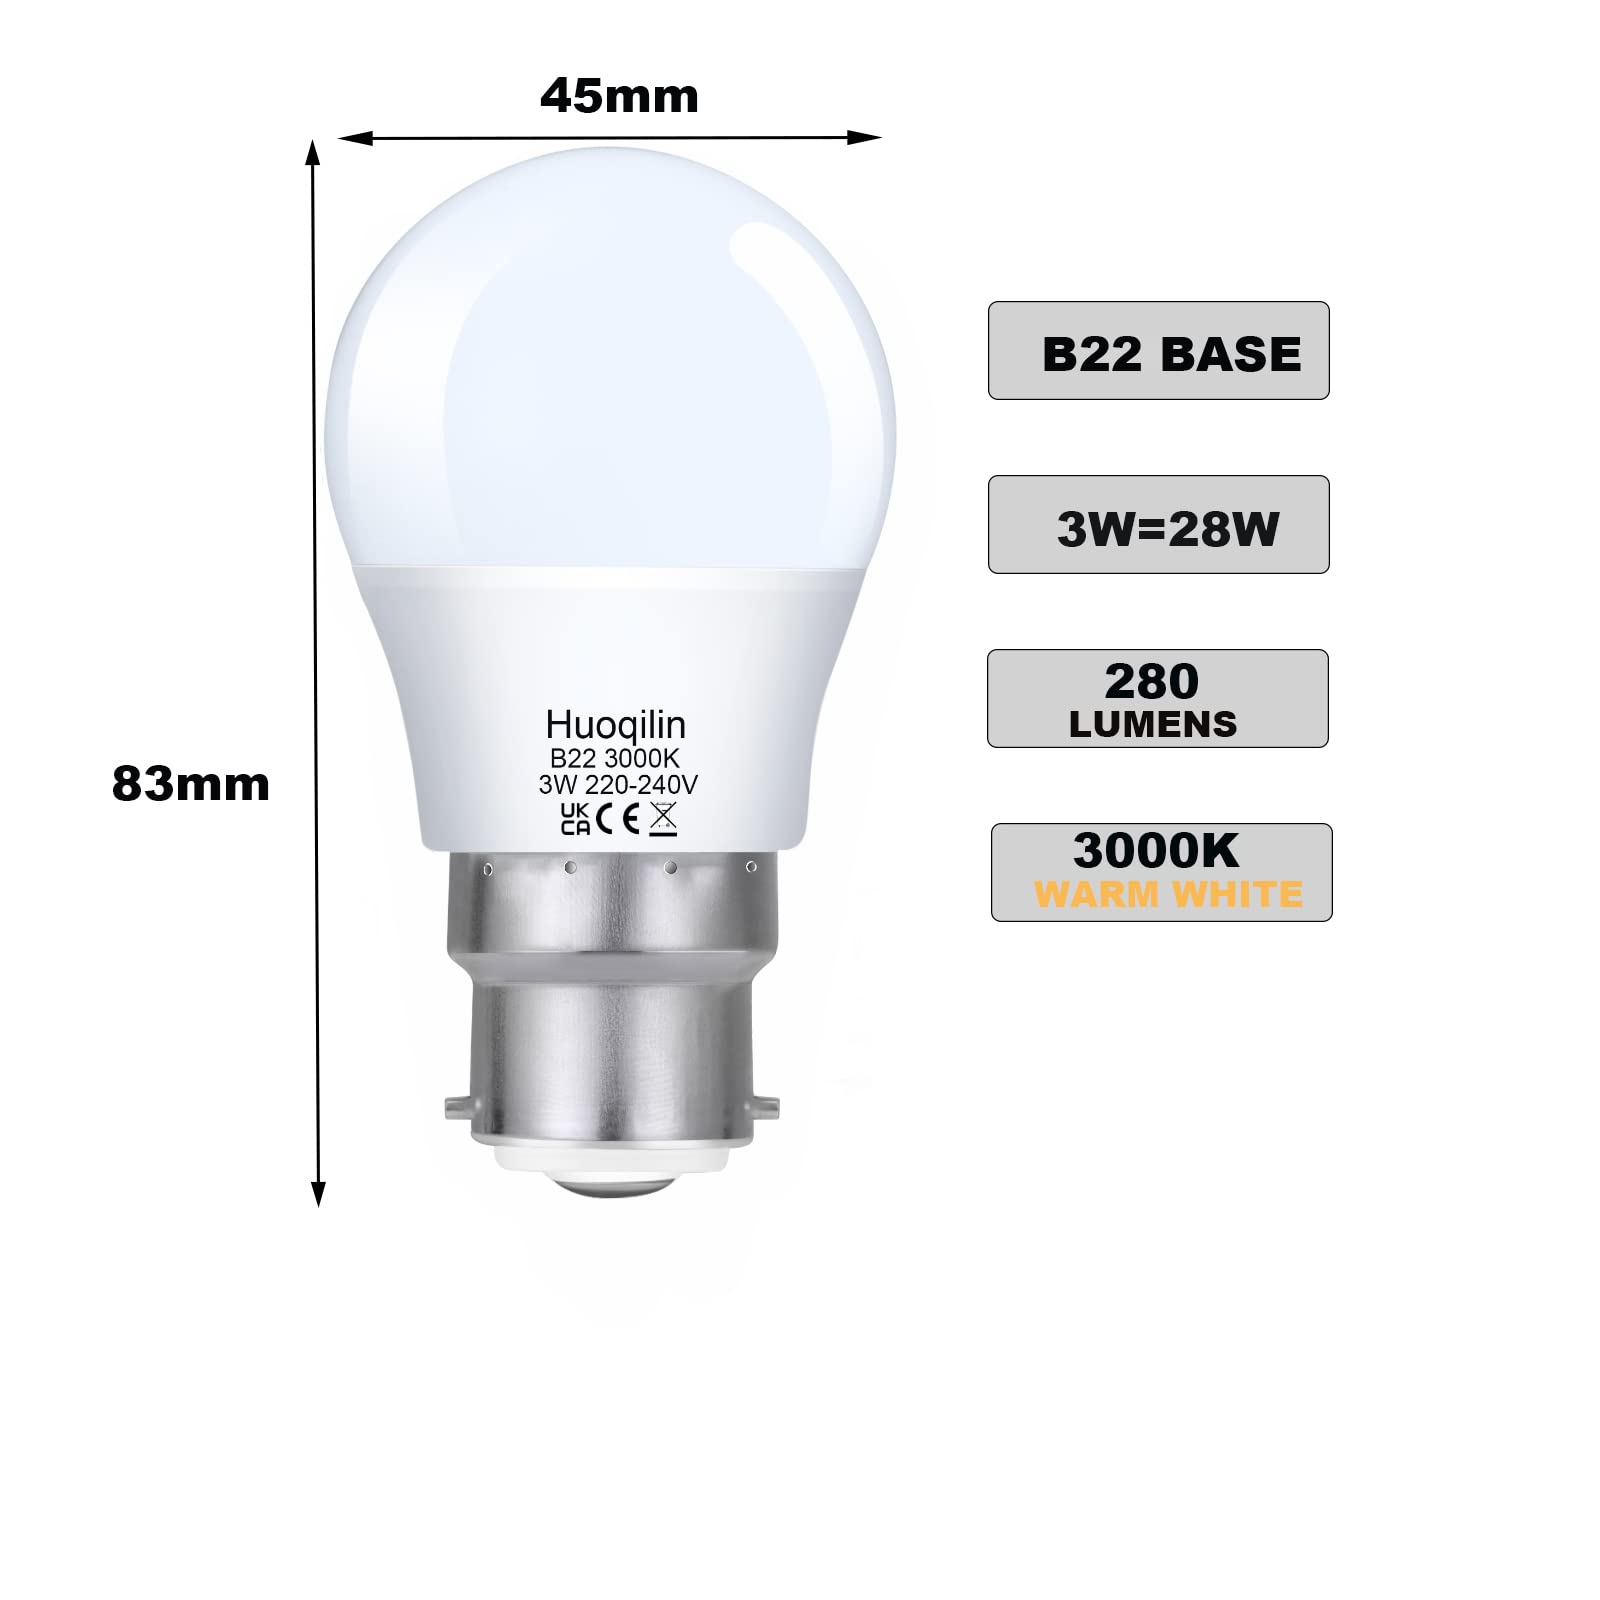 45mm
83mm
B22 BASE
3W=28W
280
LUMENS
3000K
WARM WHITE
Huoqilin
B22 3000K
3W 220-240V
UK
CA CE